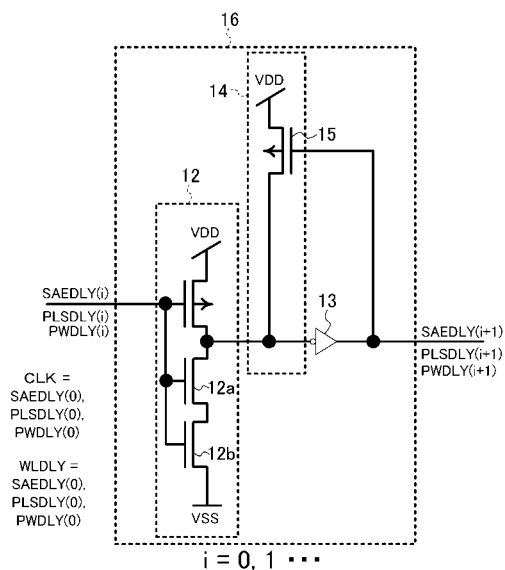 16
VDD
14
15
12
VDD
SAEDLY(i)
PLSDLY(i)
PWDLY(i)
13
SAEDLY(i+1)
PLSDLY(i+1)
PWDLY(i+1)
CLK =
SAEDLY(0),
PLSDLY(0),
PWDLY(0)
12a
12b
WLDLY =
SAEDLY(0),
PLSDLY(0),
PWDLY(0)
VSS
i = 0, 1 ･･･